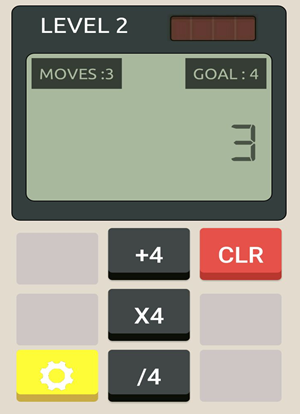 LEVEL 2
MOVES :3 GOAL : 4
3
+4 CLR
X4
/4